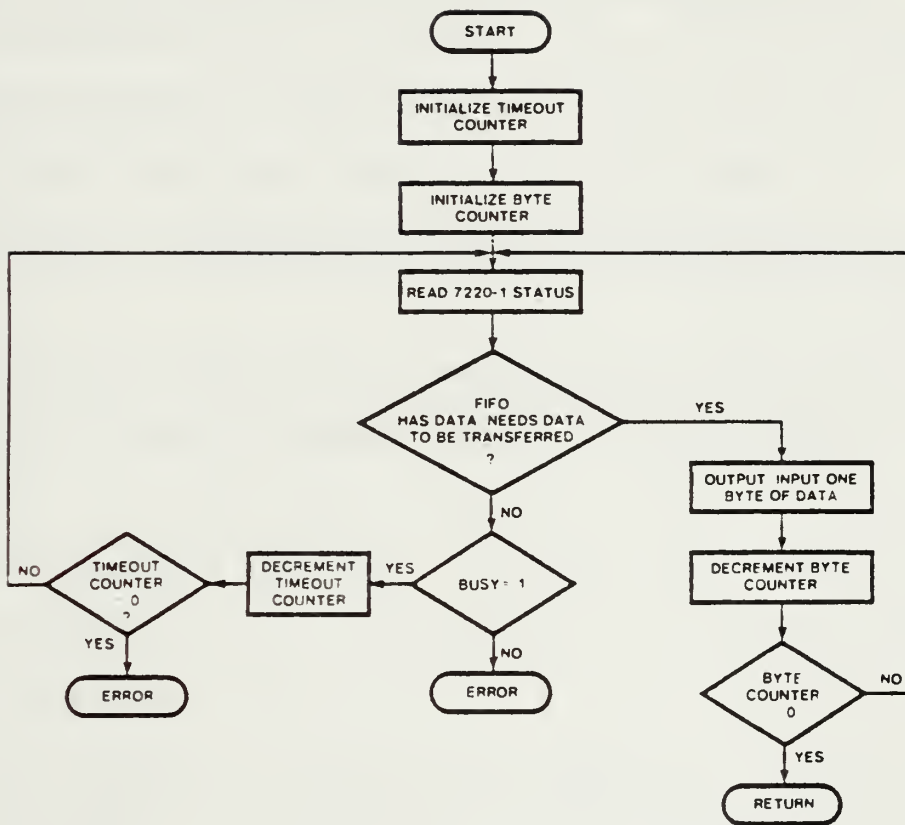 START
INITIALIZE TIMEOUT
COUNTER
INITIALIZE BYTE
COUNTER
READ 7220-1 STATUS
FIFO
HAS DATA NEEDS DATA
TO BE TRANSFERRED
?
YES
OUTPUT INPUT ONE
BYTE OF DATA
DECREMENT BYTE
COUNTER
BYTE
COUNTER
0
NO
YES
RETURN
NO
BUSY = 1
YES
DECREMENT
TIMEOUT
COUNTER
TIMEOUT
COUNTER
0
?
NO
YES
ERROR
NO
ERROR